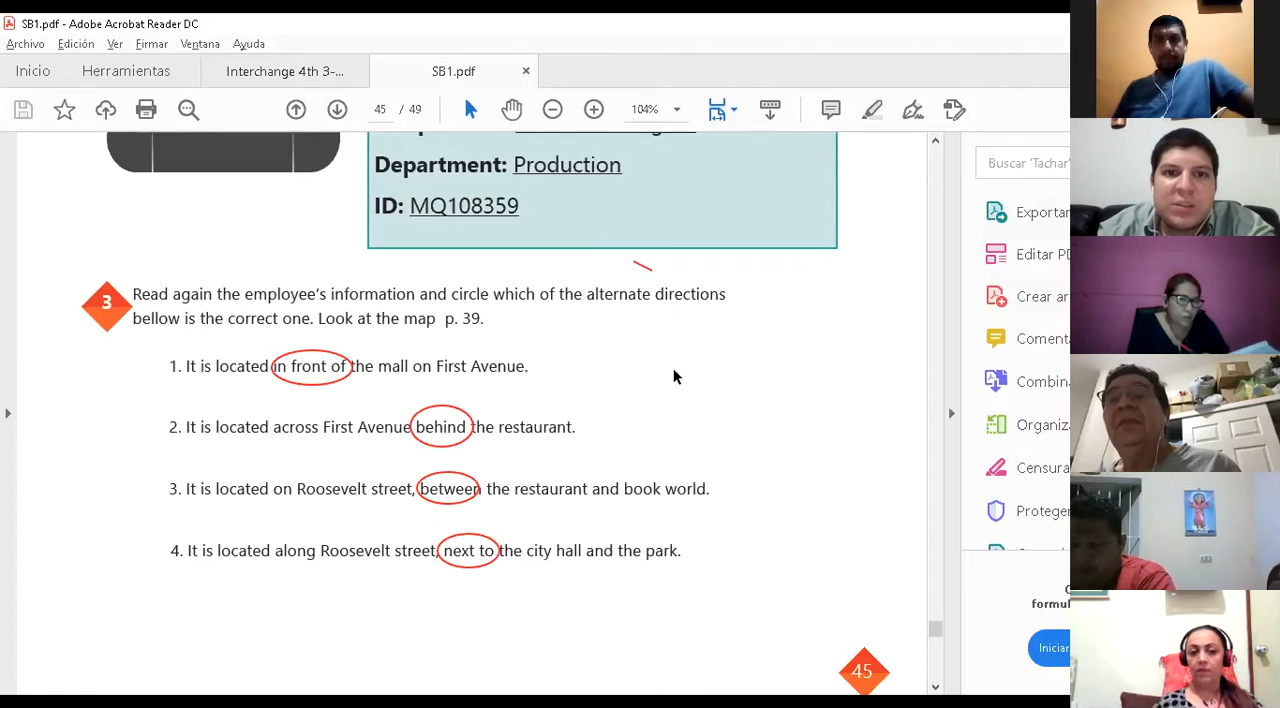 SB1.pdf - Adobe Acrobat Reader DC
Archivo Edición Ver Firmar Ventana Ayuda
Inicio Herramientas Interchange 4th 3-... SB1.pdf ×
45 / 49 104%
Department: Production
ID: MQ108359
3 Read again the employee's information and circle which of the alternate directions
bellow is the correct one. Look at the map p. 39.
1. It is located in front of the mall on First Avenue.
2. It is located across First Avenue behind the restaurant.
3. It is located on Roosevelt street, between the restaurant and book world.
4. It is located along Roosevelt street, next to the city hall and the park.
45
Buscar 'Tachar'
Exportar
Editar PD
Crear ar
Comenta
Combina
Organiza
Censura
Proteger
formul
Iniciar